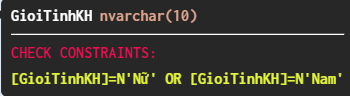 GioiTinhKH nvarchar(10)
CHECK CONSTRAINTS:
[GioiTinhKH]=N'Nữ' OR [GioiTinhKH]=N'Nam'